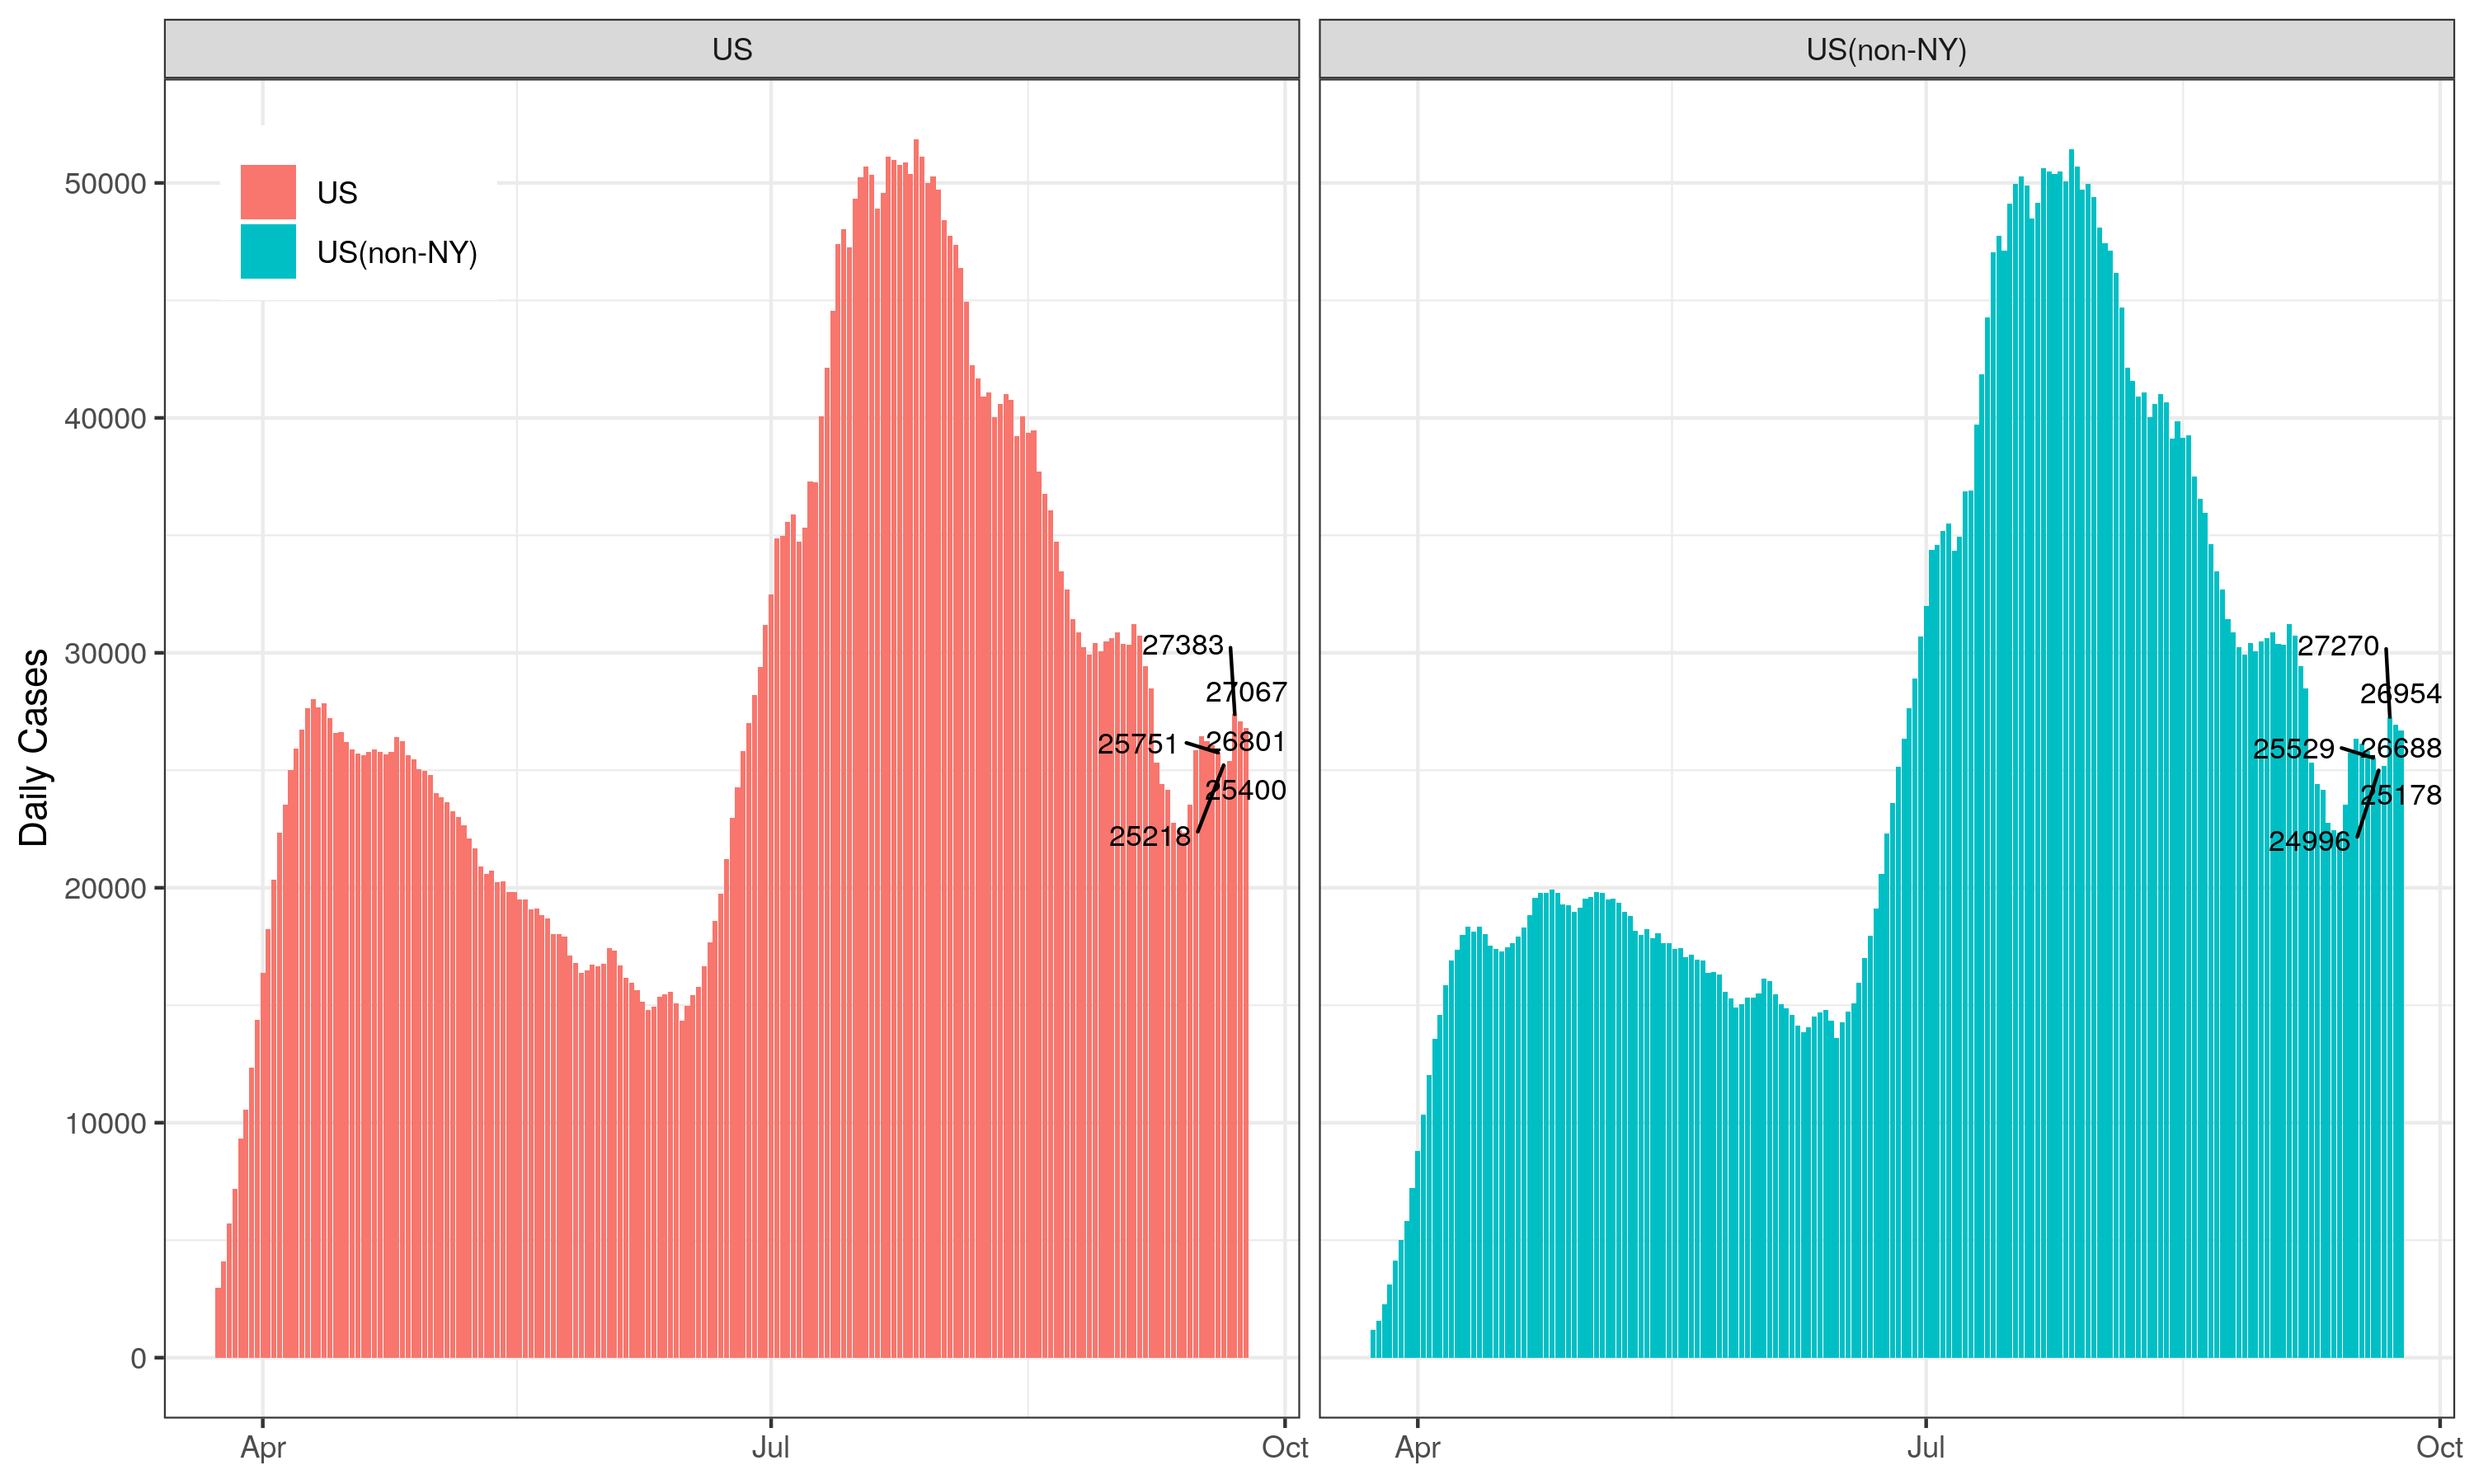 US
US(non-NY)
US
US(non-NY)
Daily Cases
50000
40000
30000
20000
10000
0
27383
27067
25751
26801
25400
25218
27270
26954
25529
26688
25178
24996
Apr
Jul
Oct
Apr
Jul
Oct